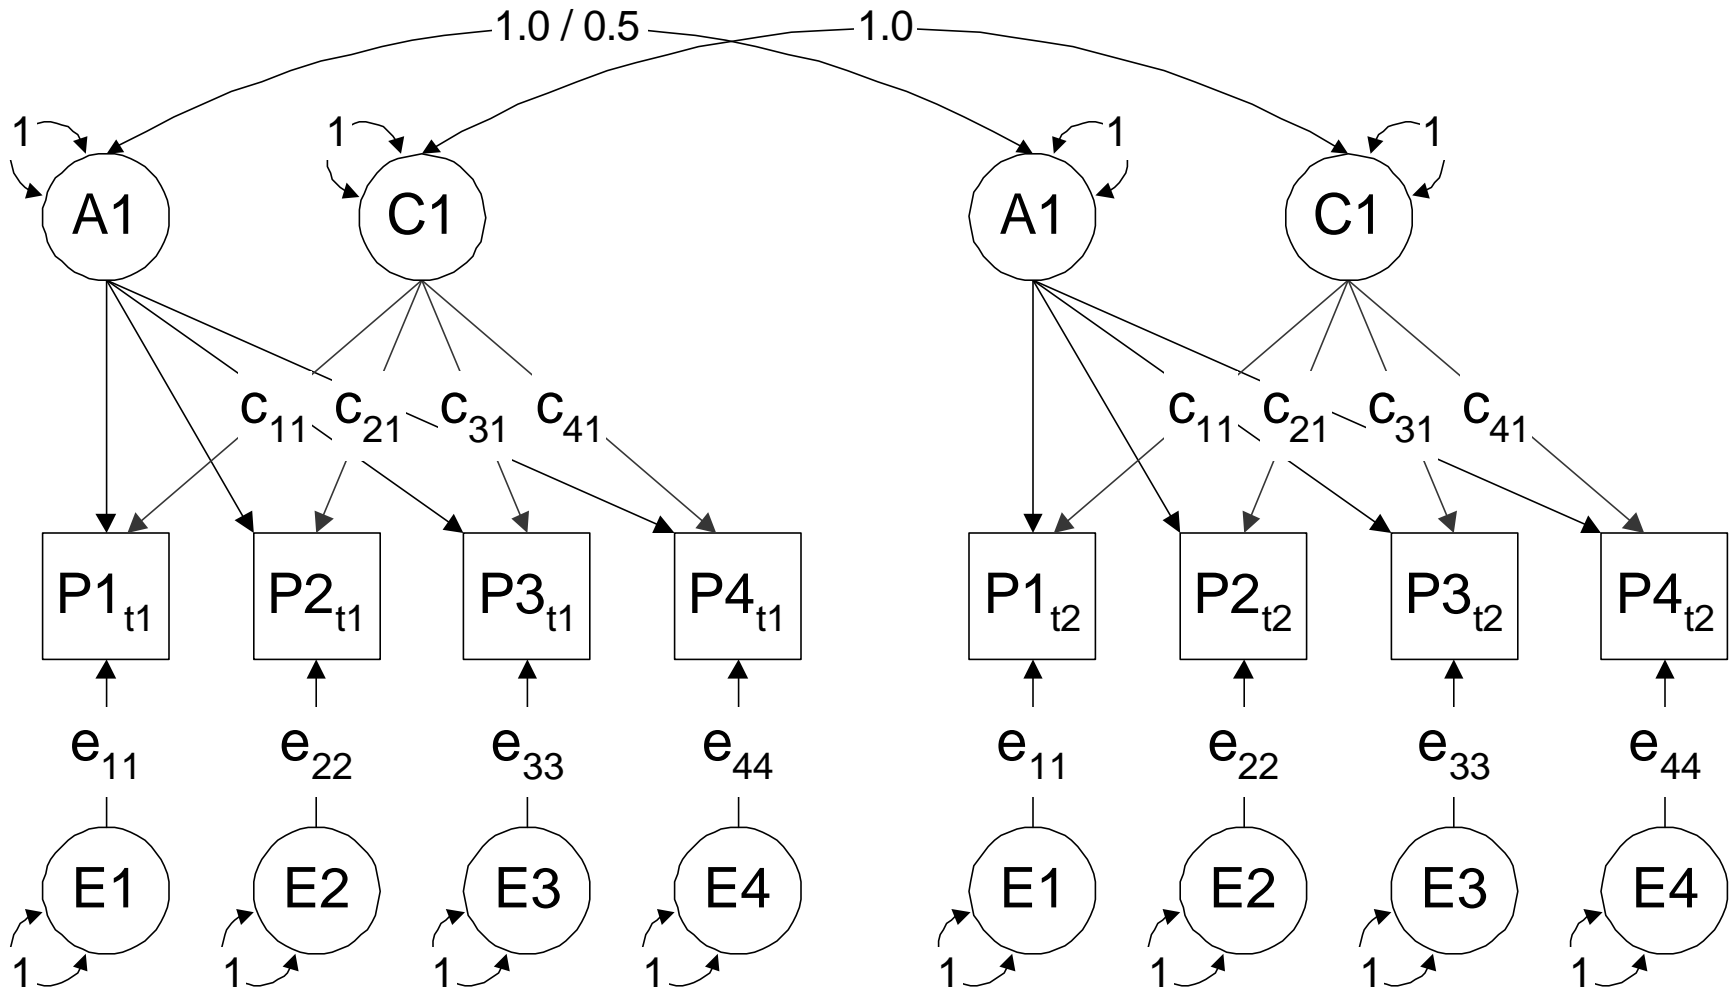 1.0 / 0.5 1.0
1 1 1 1
A1 C1 A1 C1
c11 c21 c31 c41 c11 c21 c31 c41
P1t1 P2t1 P3t1 P4t1 P1t2 P2t2 P3t2 P4t2
e11 e22 e33 e44 e11 e22 e33 e44
E1 E2 E3 E4 E1 E2 E3 E4
1 1 1 1 1 1 1 1